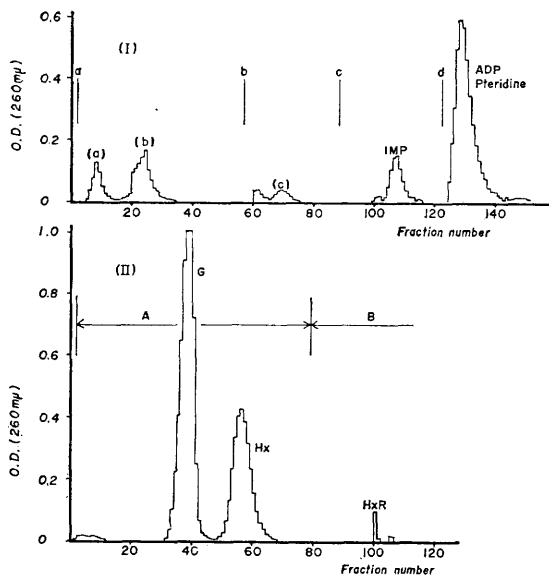 0.6
(I)
a
b
c
d
ADP
Pteridine
O.D. (260mμ)
0.4
0.2
(a)
(b)
(c)
IMP
0
20
40
60
80
100
120
140
Fraction number
1.0
(II)
G
A
B
0.8
0.6
O.D. (260mμ)
0.4
Hx
0.2
HxR
0
20
40
60
80
100
120
Fraction number